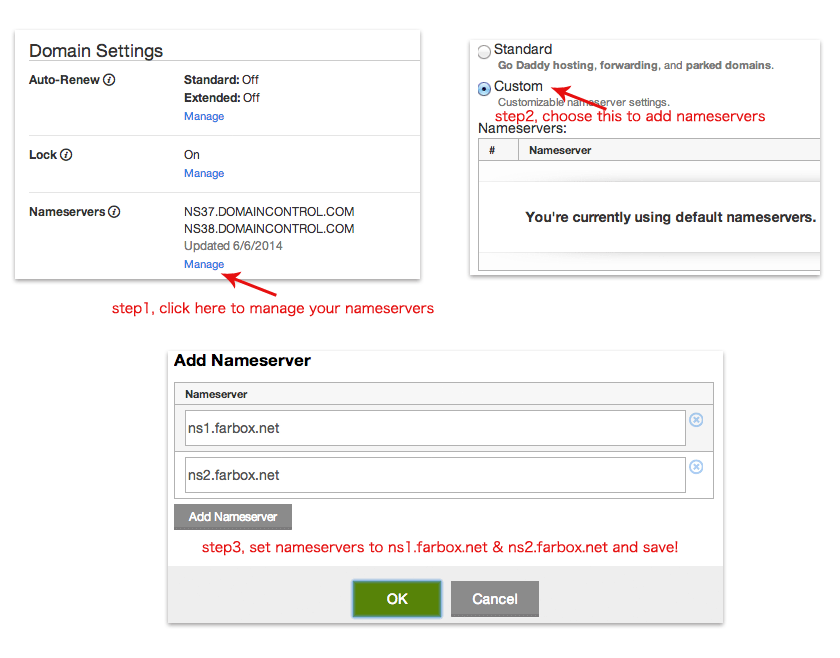 Domain Settings
Auto-Renew
Standard: Off
Extended: Off
Manage
Lock
On
Manage
Nameservers
NS37.DOMAINCONTROL.COM
NS38.DOMAINCONTROL.COM
Updated 6/6/2014
Manage
step1, click here to manage your nameservers
Standard
Go Daddy hosting, forwarding, and parked domains.
Custom
Customizable nameserver settings.
step2, choose this to add nameservers
Nameservers:
# Nameserver
You're currently using default nameservers.
Add Nameserver
Nameserver
ns1.farbox.net
ns2.farbox.net
Add Nameserver
step3, set nameservers to ns1.farbox.net & ns2.farbox.net and save!
OK Cancel